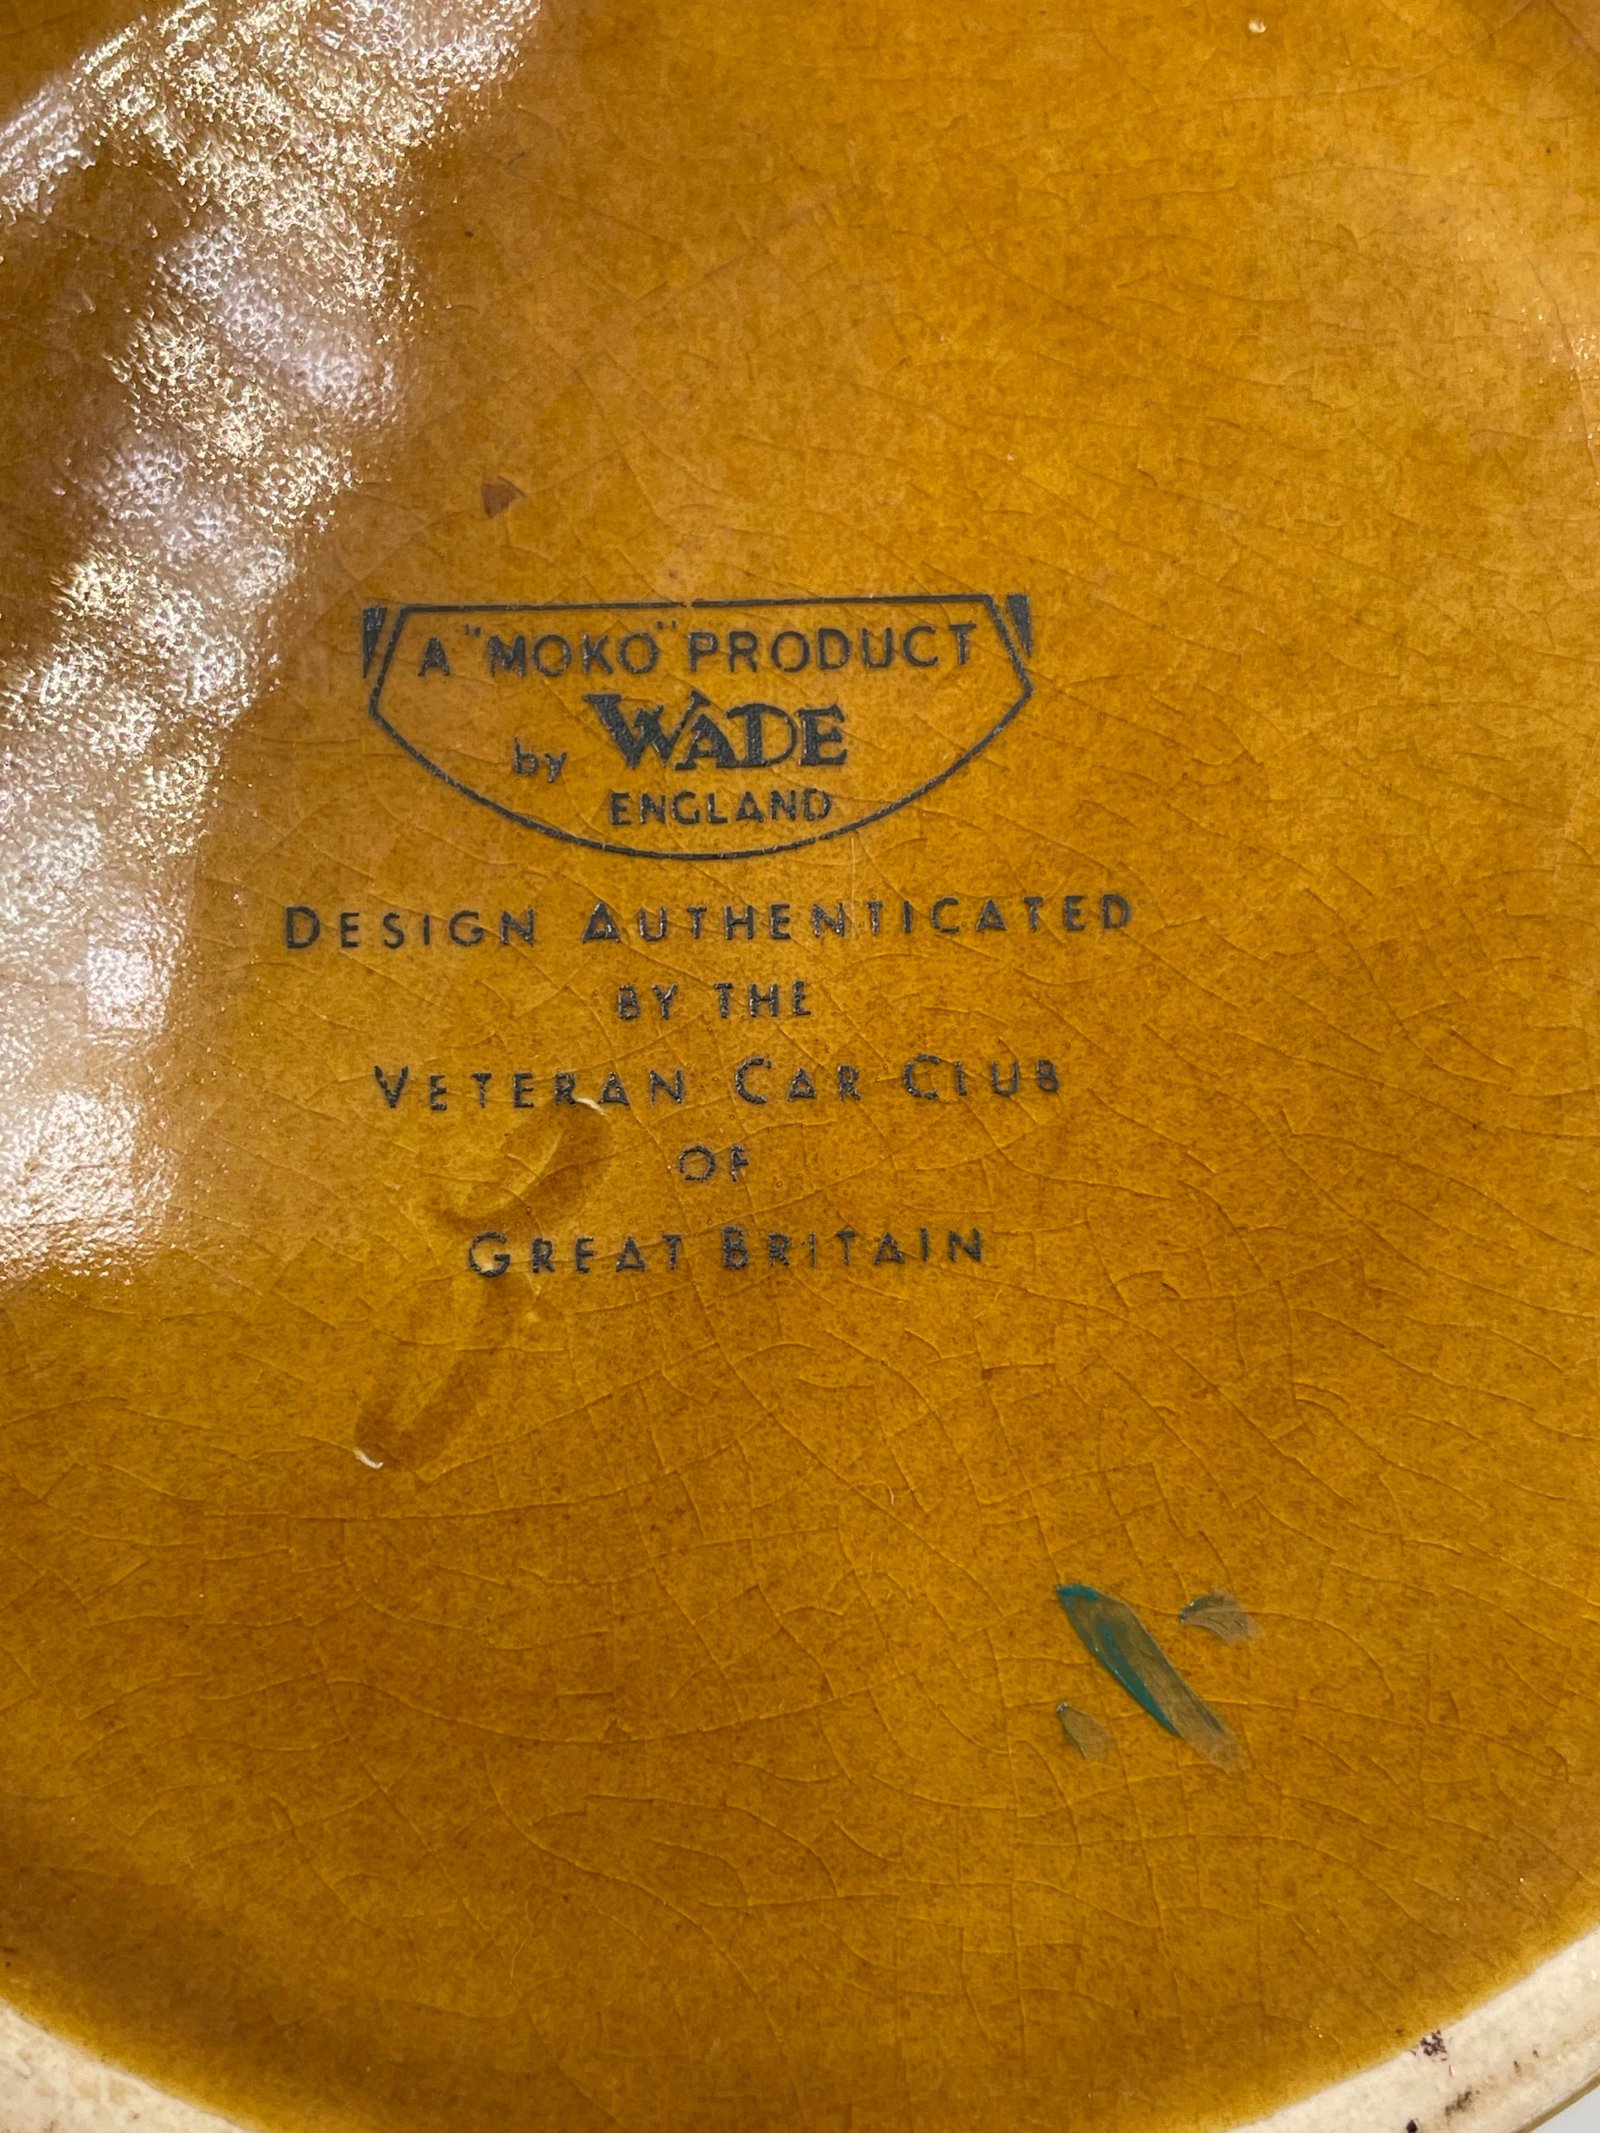 A "MOKO" PRODUCT
by WADE
ENGLAND
DESIGN AUTHENTICATED
BY THE
VETERAN CAR CLUB
OF
GREAT BRITAIN